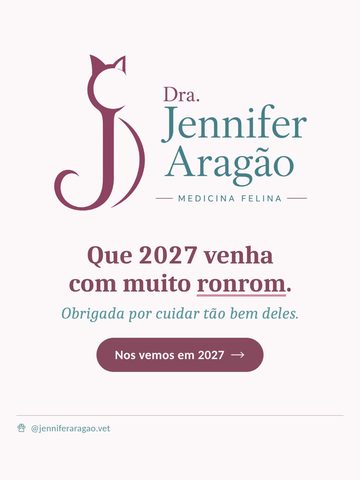 Dra.
Jennifer
Aragão
MEDICINA FELINA
Que 2027 venha
com muito ronrom.
Obrigada por cuidar tão bem deles.
Nos vemos em 2027 →
@jenniferaragao.vet